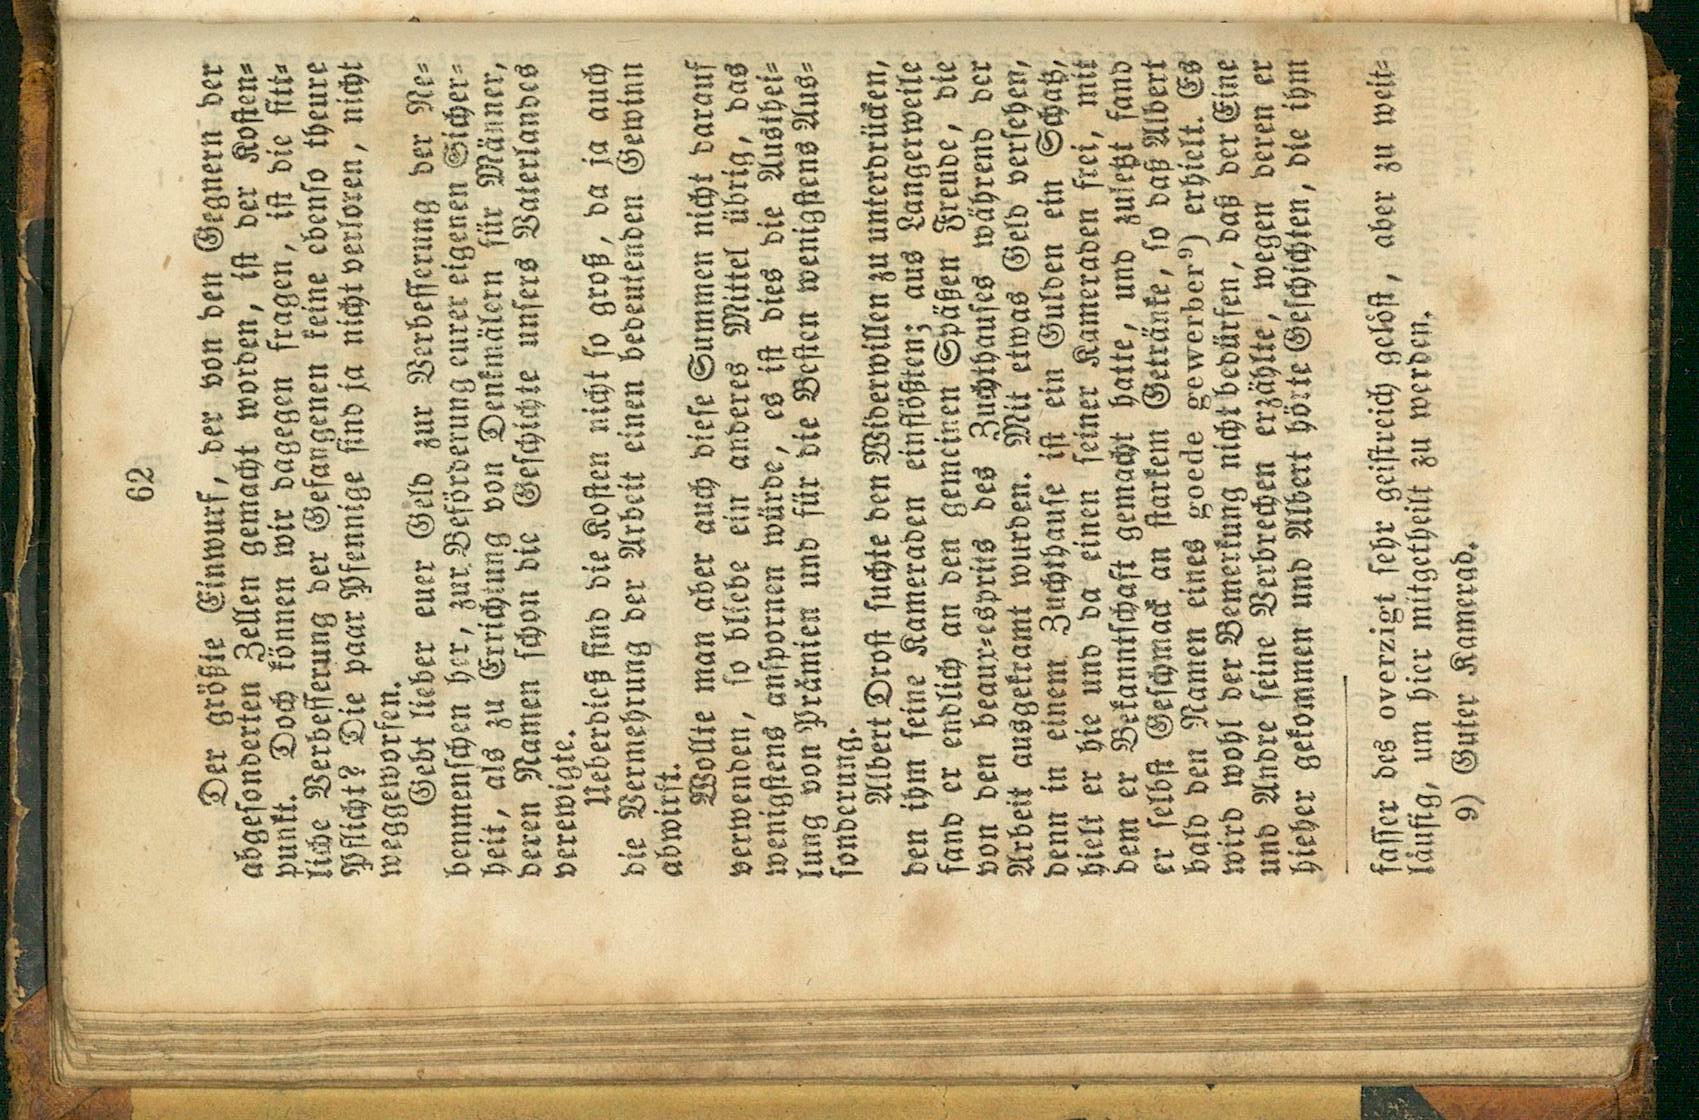 62
Der größte Einwurf, der von den Gegnern der
abgesonderten Zellen gemacht worden, ist der Kosten=
punkt. Doch können wir dagegen fragen, ist die sitt=
liche Verbesserung der Gefangenen keine ebenso theure
Pflicht? Die paar Pfennige sind ja nicht verloren, nicht
weggeworfen.
Gebt lieber euer Geld zur Verbesserung der Ne=
benmenschen her, zur Beförderung eurer eigenen Sicher=
heit, als zu Errichtung von Denkmälern für Männer,
deren Namen schon die Geschichte unsers Vaterlandes
verewigte.
Ueberdieß sind die Kosten nicht so groß, da ja auch
die Vermehrung der Arbeit einen bedeutenden Gewinn
abwirft.
Wollte man aber auch diese Summen nicht darauf
verwenden, so bliebe ein anderes Mittel übrig, das
wenigstens anspornen würde, es ist dies die Austhei=
lung von Prämien und für die Besten wenigstens Aus=
sonderung.
Albert Drost suchte den Widerwillen zu unterdrücken,
den ihm seine Kameraden einflößten; aus Langerweile
fand er endlich an den gemeinen Späßen Freude, die
von den beaux=esprits des Zuchthauses während der
Arbeit ausgekramt wurden. Mit etwas Geld versehen,
denn in einem Zuchthause ist ein Gulden ein Schatz,
hielt er hie und da einen seiner Kameraden frei, mit
dem er Bekanntschaft gemacht hatte, und zuletzt fand
er selbst Geschmack an starkem Getränke, so daß Albert
bald den Namen eines goede gewerber⁹) erhielt. Es
wird wohl der Bemerkung nicht bedürfen, daß der Eine
und Andre seine Verbrechen erzählte, wegen deren er
hieher gekommen und Albert hörte Geschichten, die ihm
fasser des overzigt sehr geistreich gelöst, aber zu weit=
läufig, um hier mitgetheilt zu werden.
9) Guter Kamerad.